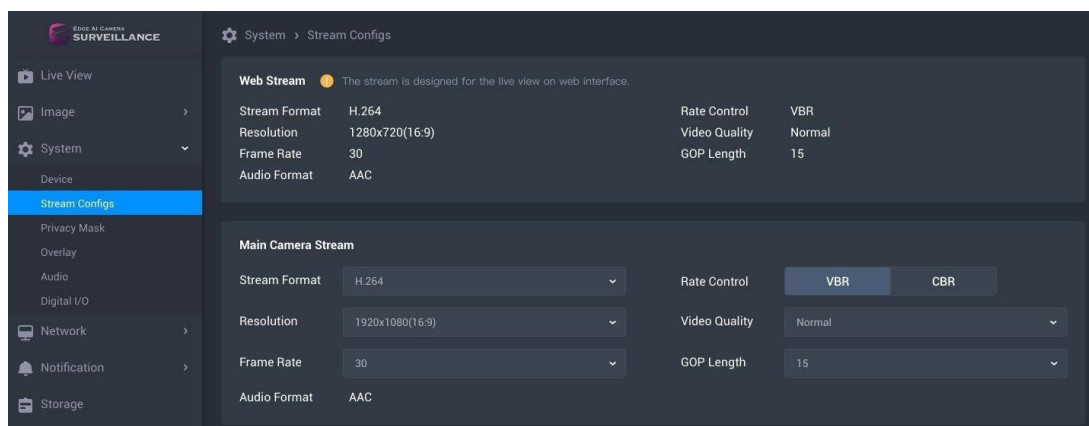 EDGE AI CAMERA
SURVEILLANCE
Live View
Image
System
Device
Stream Configs
Privacy Mask
Overlay
Audio
Digital I/O
Network
Notification
Storage
System > Stream Configs
Web Stream ! The stream is designed for the live view on web interface.
Stream Format H.264 Rate Control VBR
Resolution 1280x720(16:9) Video Quality Normal
Frame Rate 30 GOP Length 15
Audio Format AAC
Main Camera Stream
Stream Format H.264 Rate Control VBR CBR
Resolution 1920x1080(16:9) Video Quality Normal
Frame Rate 30 GOP Length 15
Audio Format AAC